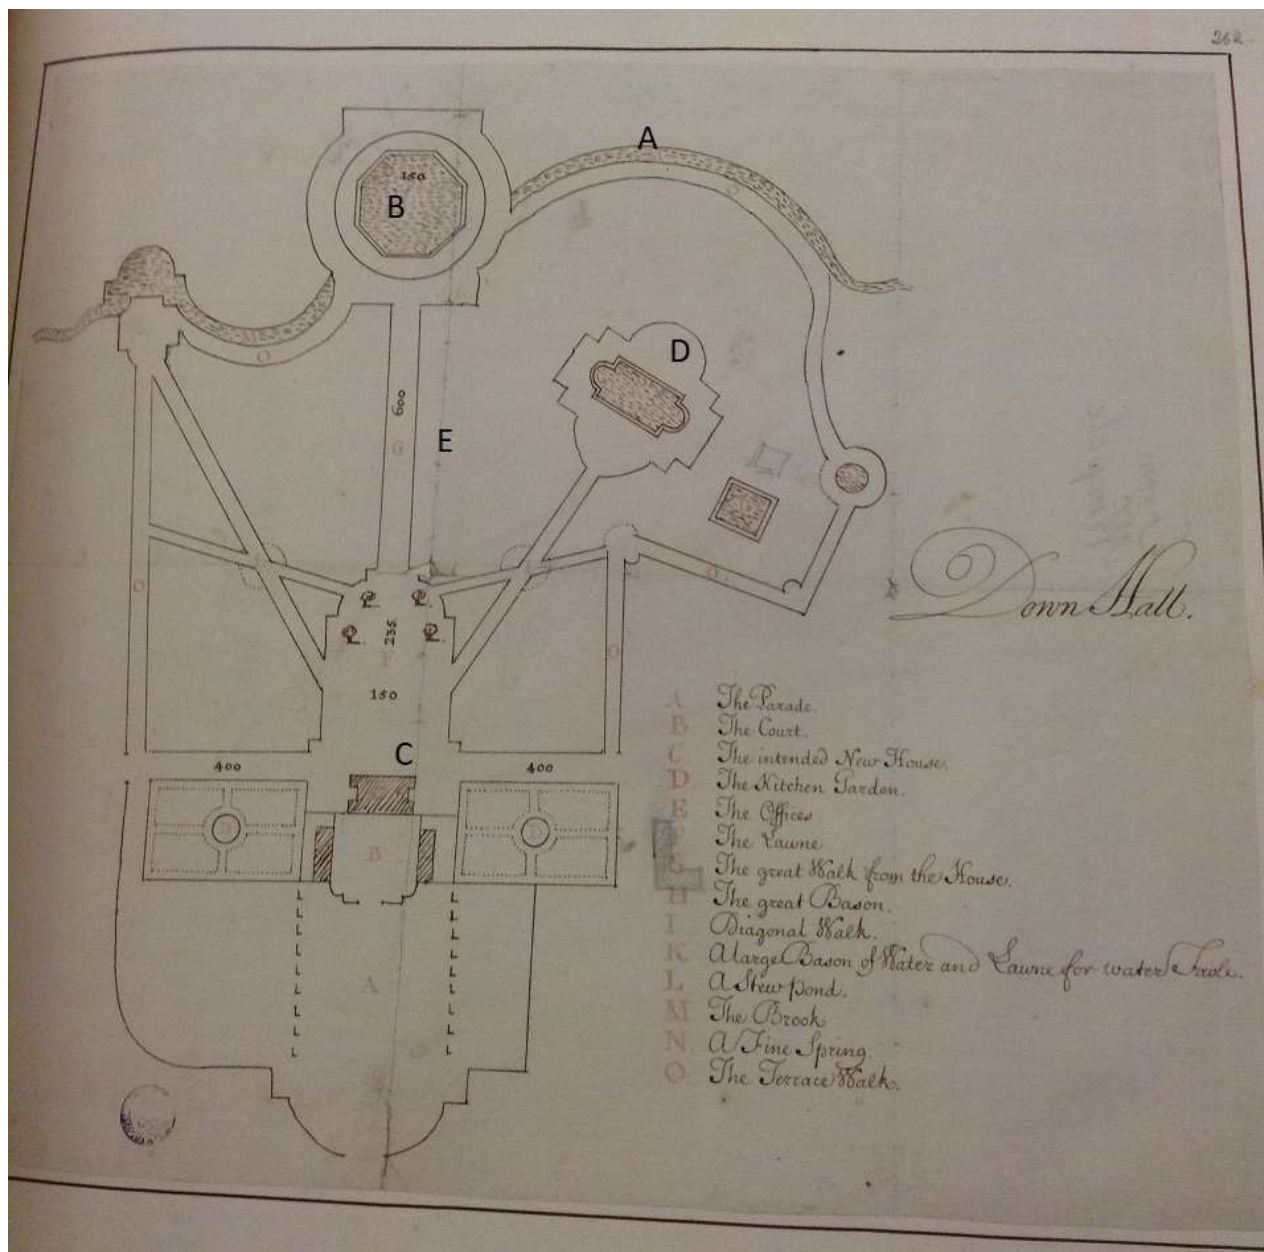 262
A
150
B
M
O
O
D
600
G
E
O
O
O
235
F
150
C
400
400
D
B
D
L L
L L
L L
L L
L L
L L
L L
L L
L L
L L
A
Down Hall.
A The Parade.
B The Court.
C The intended New House.
D The Kitchen Garden.
E The Offices
F The Lawne
G The great Walk from the House.
H The great Bason.
I Diagonal Walk.
K A large Bason of Water and Lawne for water Fowle.
L A Stew pond.
M The Brook
N A Fine Spring.
O The Terrace Walk.